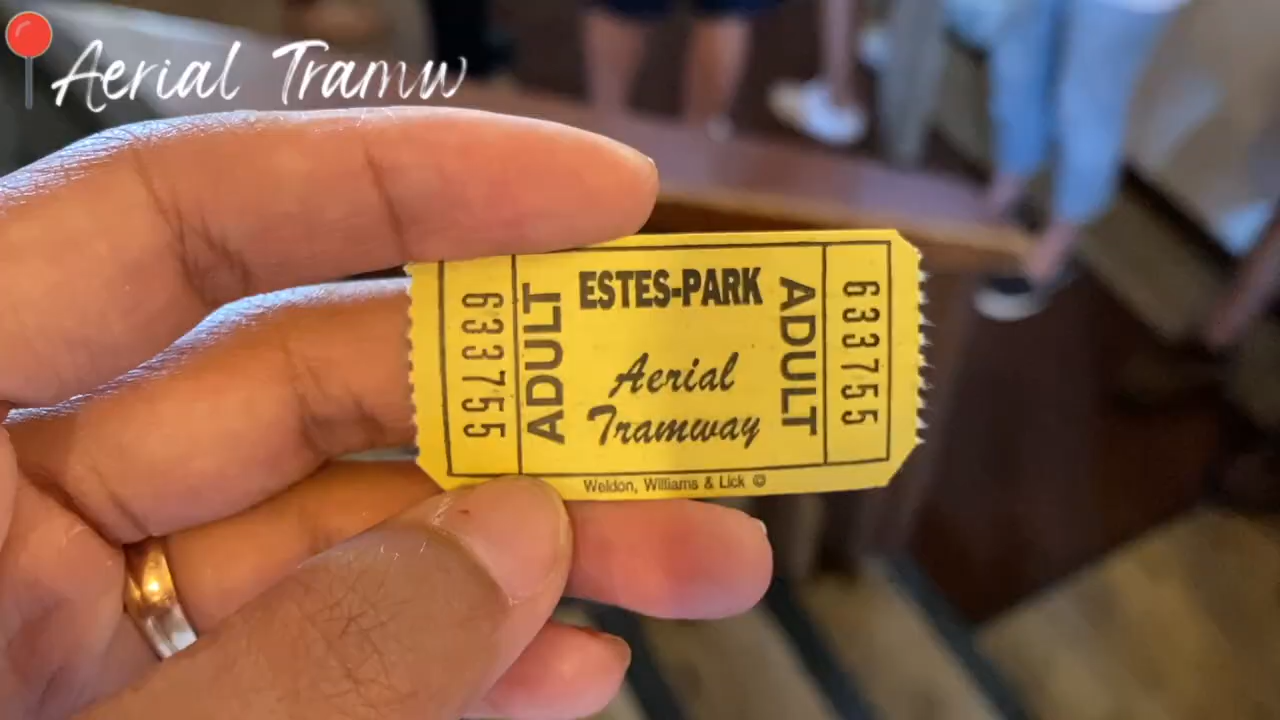 Aerial Tramw
633755
ADULT
ESTES-PARK
Aerial
Tramway
ADULT
633755
Weldon, Williams & Lick ©